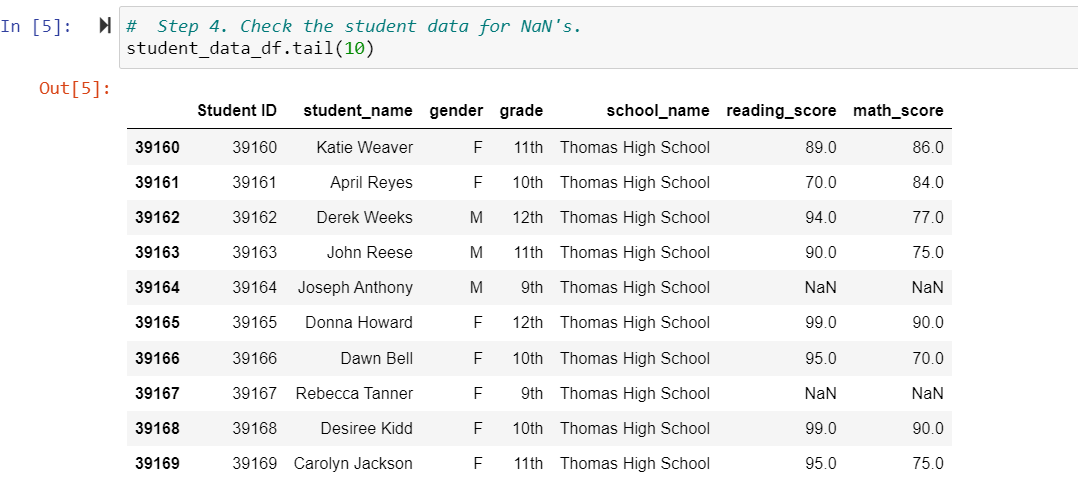 In [5]: # Step 4. Check the student data for NaN's.
student_data_df.tail(10)
Out[5]:
Student ID student_name gender grade school_name reading_score math_score
39160 39160 Katie Weaver F 11th Thomas High School 89.0 86.0
39161 39161 April Reyes F 10th Thomas High School 70.0 84.0
39162 39162 Derek Weeks M 12th Thomas High School 94.0 77.0
39163 39163 John Reese M 11th Thomas High School 90.0 75.0
39164 39164 Joseph Anthony M 9th Thomas High School NaN NaN
39165 39165 Donna Howard F 12th Thomas High School 99.0 90.0
39166 39166 Dawn Bell F 10th Thomas High School 95.0 70.0
39167 39167 Rebecca Tanner F 9th Thomas High School NaN NaN
39168 39168 Desiree Kidd F 10th Thomas High School 99.0 90.0
39169 39169 Carolyn Jackson F 11th Thomas High School 95.0 75.0